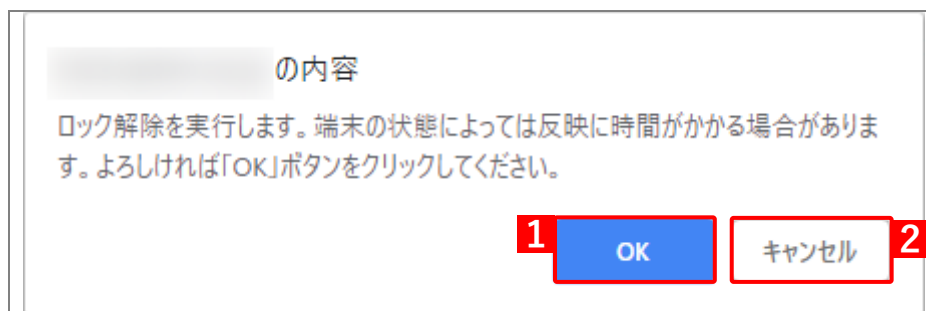 の内容
ロック解除を実行します。端末の状態によっては反映に時間がかかる場合がありま
す。よろしければ「OK」ボタンをクリックしてください。
1 OK キャンセル 2